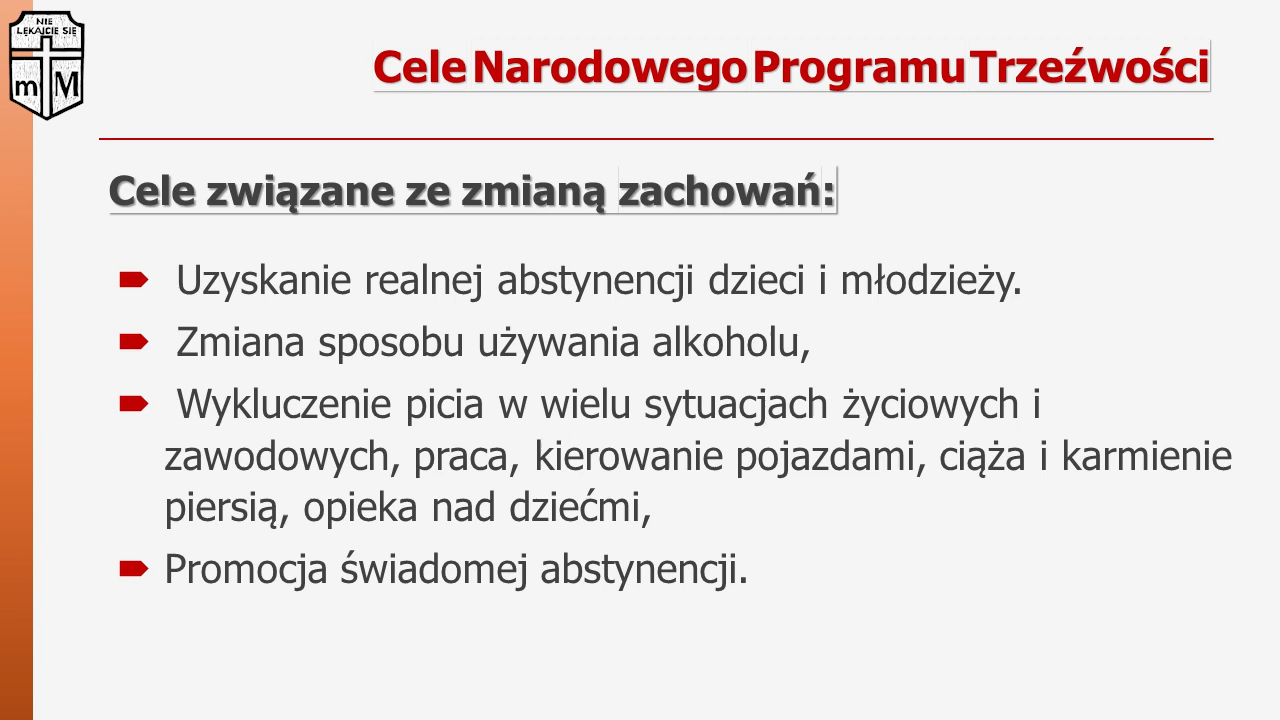 NIE
LĘKAJCIE SIĘ
m M
Cele Narodowego Programu Trzeźwości
Cele związane ze zmianą zachowań:
Uzyskanie realnej abstynencji dzieci i młodzieży.
Zmiana sposobu używania alkoholu,
Wykluczenie picia w wielu sytuacjach życiowych i
zawodowych, praca, kierowanie pojazdami, ciąża i karmienie
piersią, opieka nad dziećmi,
Promocja świadomej abstynencji.